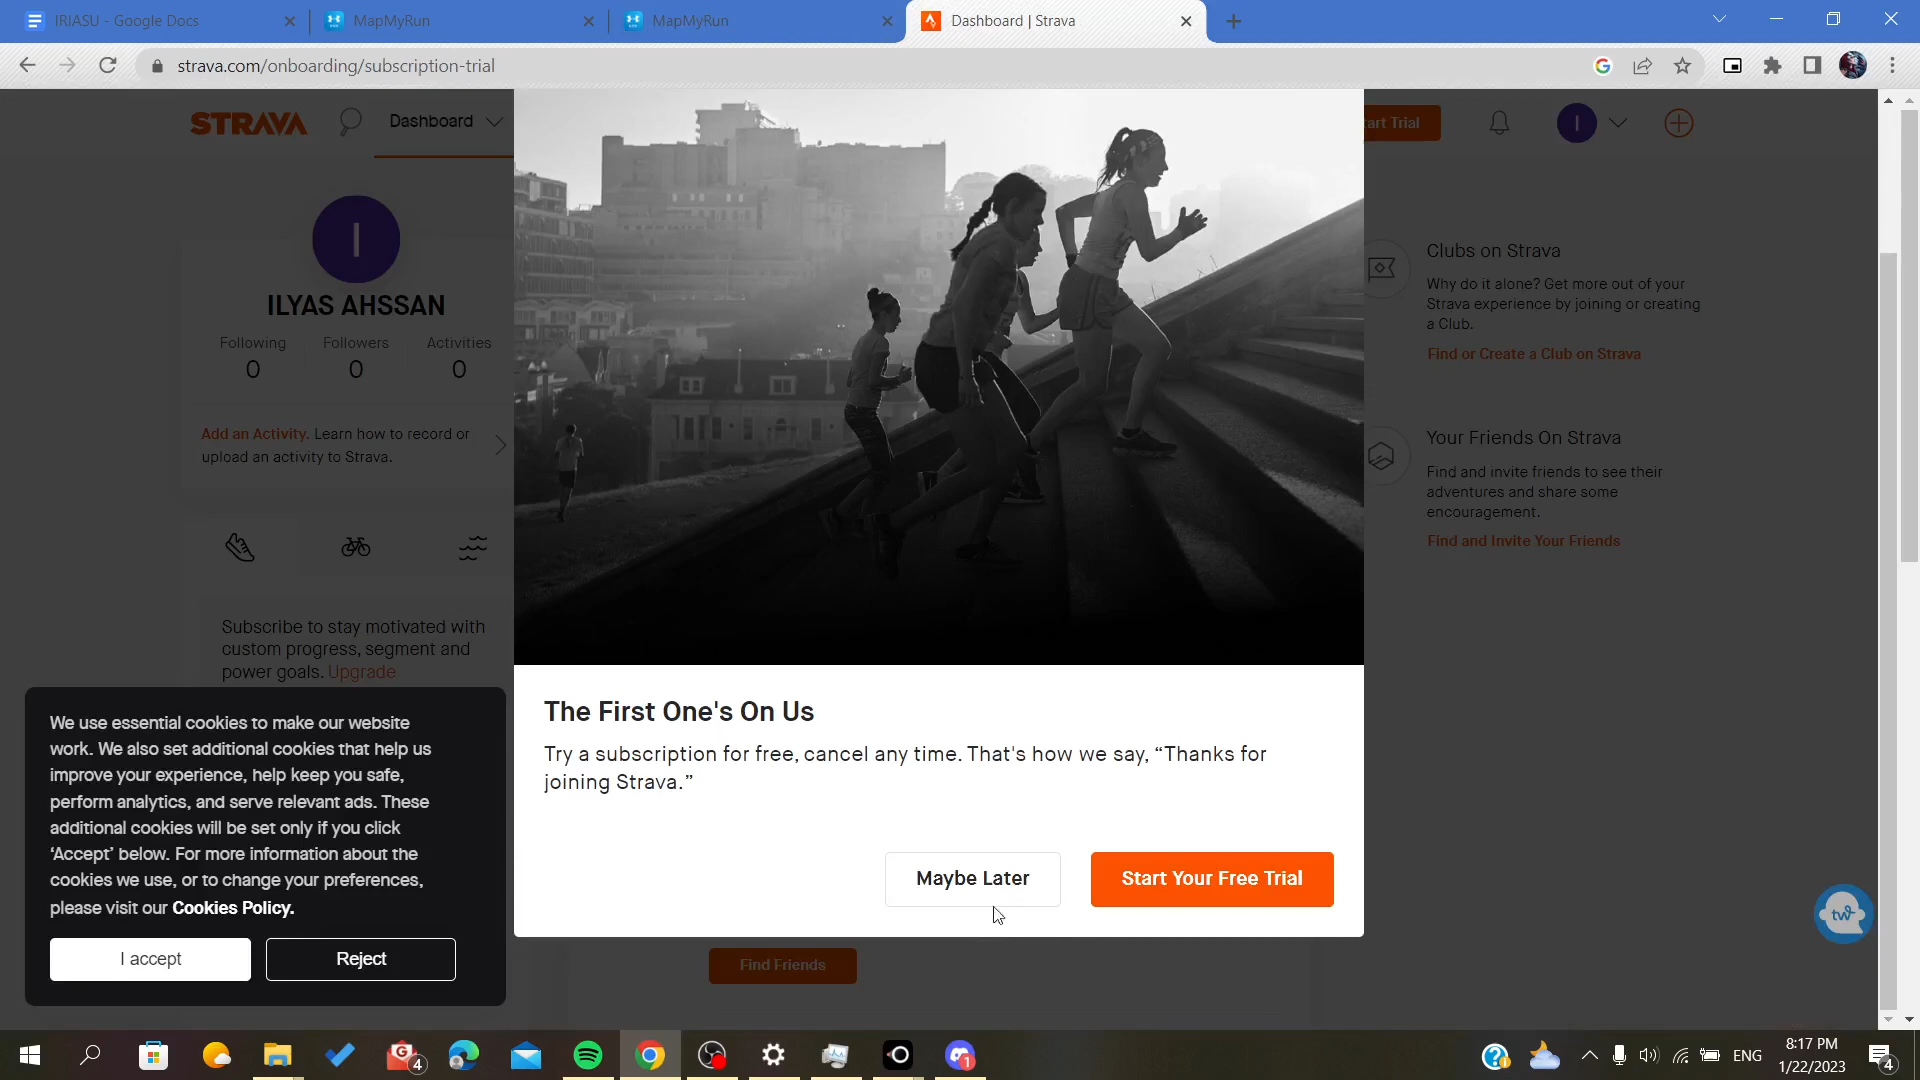 IRIASU - Google Docs
MapMyRun
MapMyRun
Dashboard | Strava
strava.com/onboarding/subscription-trial
STRAVA
Dashboard
tart Trial
I
I
ILYAS AHSSAN
Following Followers Activities
0 0 0
Add an Activity. Learn how to record or
upload an activity to Strava.
Subscribe to stay motivated with
custom progress, segment and
power goals. Upgrade
Clubs on Strava
Why do it alone? Get more out of your
Strava experience by joining or creating
a Club.
Find or Create a Club on Strava
Your Friends On Strava
Find and invite friends to see their
adventures and share some
encouragement.
Find and Invite Your Friends
The First One's On Us
Try a subscription for free, cancel any time. That's how we say, “Thanks for
joining Strava.”
Maybe Later
Start Your Free Trial
Find Friends
We use essential cookies to make our website
work. We also set additional cookies that help us
improve your experience, help keep you safe,
perform analytics, and serve relevant ads. These
additional cookies will be set only if you click
‘Accept’ below. For more information about the
cookies we use, or to change your preferences,
please visit our Cookies Policy.
I accept
Reject
tw
4
1
ENG
8:17 PM
1/22/2023
4